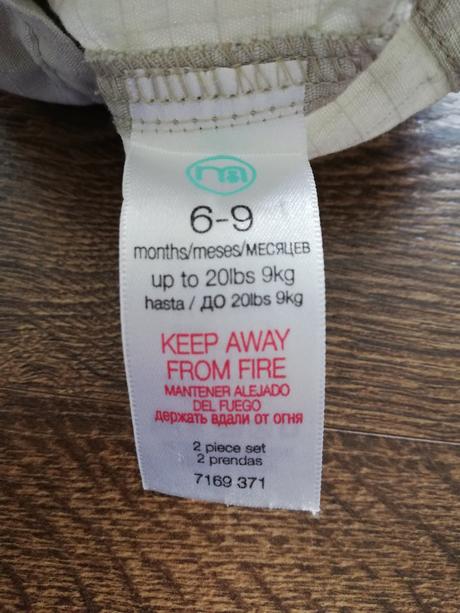 6-9
months/meses/МЕСЯЦЕВ
up to 20lbs 9kg
hasta / ДО 20lbs 9kg
KEEP AWAY
FROM FIRE
MANTENER ALEJADO
DEL FUEGO
держать вдали от огня
2 piece set
2 prendas
7169 371